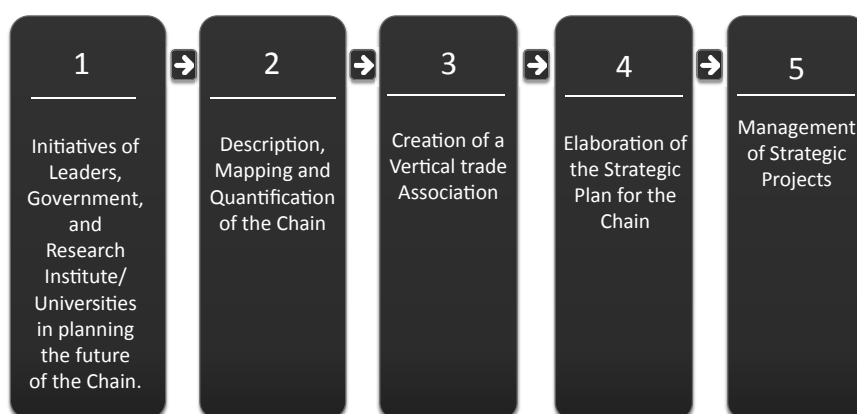 1
Initiatives of
Leaders,
Government,
and
Research
Institute/
Universities
in planning
the future
of the Chain.
2
Description,
Mapping and
Quantification
of the Chain
3
Creation of a
Vertical trade
Association
4
Elaboration of
the Strategic
Plan for the
Chain
5
Management
of Strategic
Projects